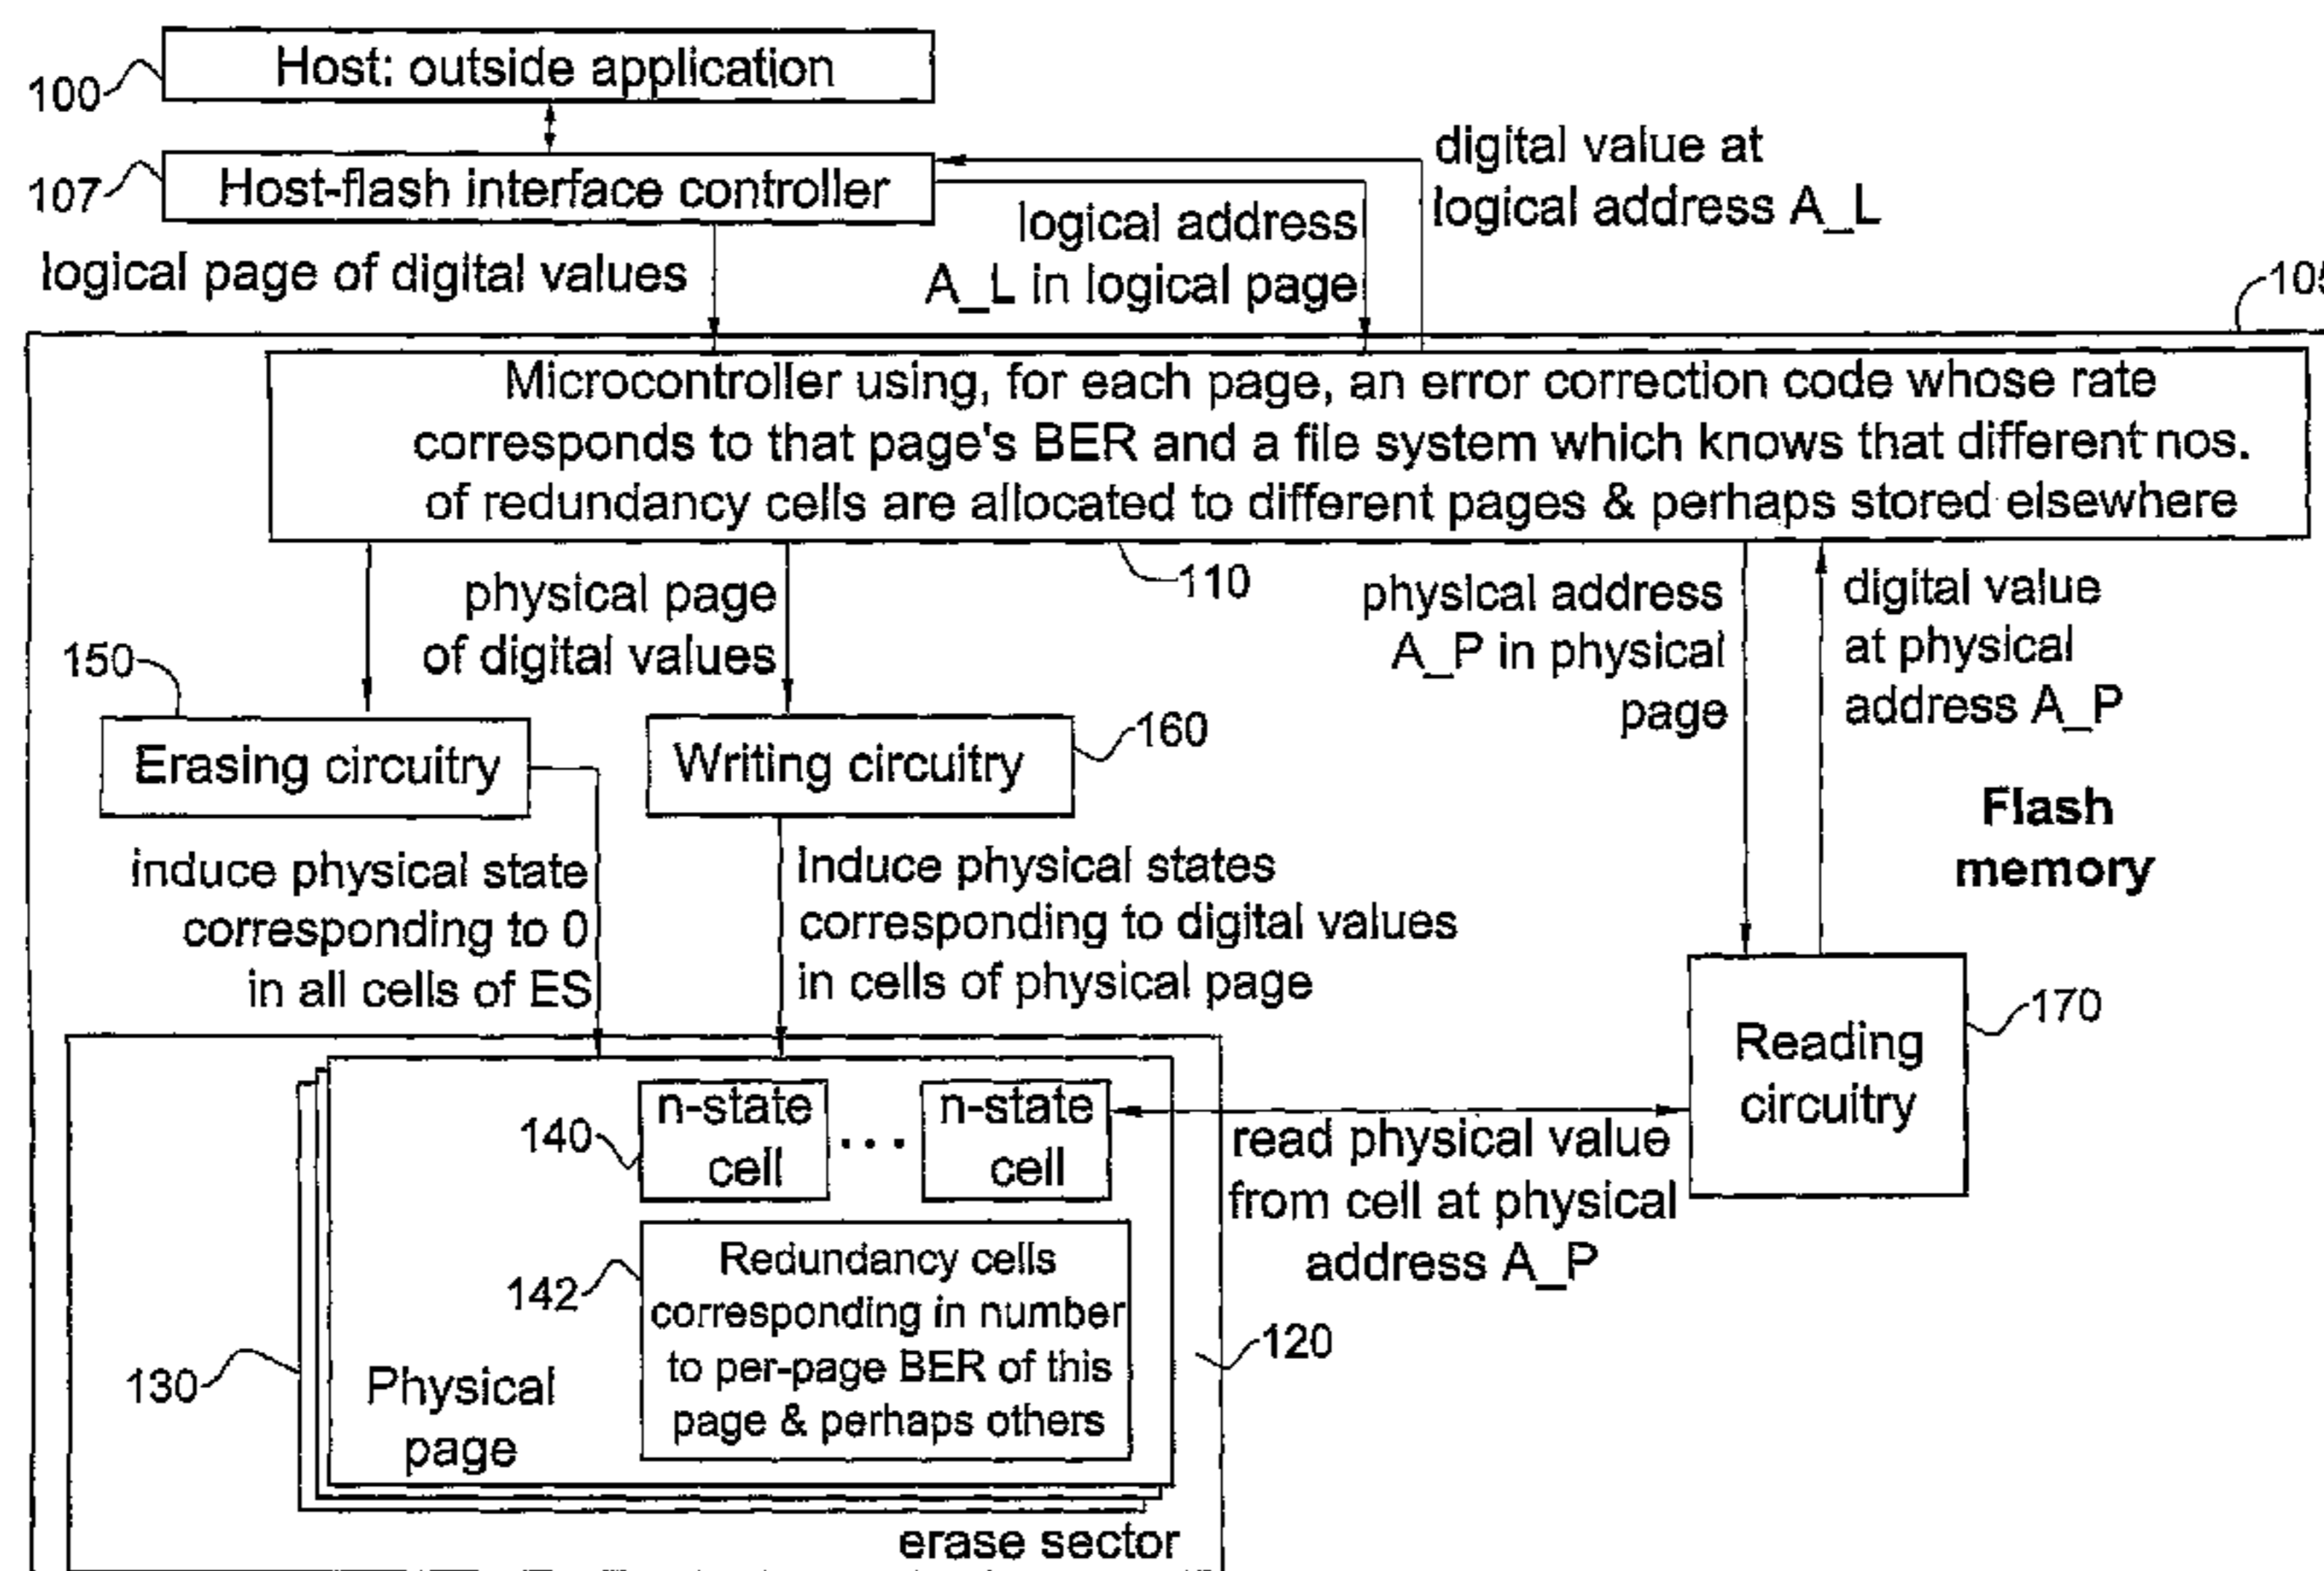 Host: outside application
100
Host-flash interface controller
107
digital value at
logical address A_L
logical address
A_L in logical page
logical page of digital values
105
Microcontroller using, for each page, an error correction code whose rate
corresponds to that page's BER and a file system which knows that different nos.
of redundancy cells are allocated to different pages & perhaps stored elsewhere
110
physical page
of digital values
physical address
A_P in physical
page
digital value
at physical
address A_P
150
Erasing circuitry
Writing circuitry
160
Flash
memory
induce physical state
corresponding to 0
in all cells of ES
Induce physical states
corresponding to digital values
in cells of physical page
Reading
circuitry
170
140
n-state
cell
...
n-state
cell
read physical value
from cell at physical
address A_P
142
Redundancy cells
corresponding in number
to per-page BER of this
page & perhaps others
120
130
Physical
page
erase sector